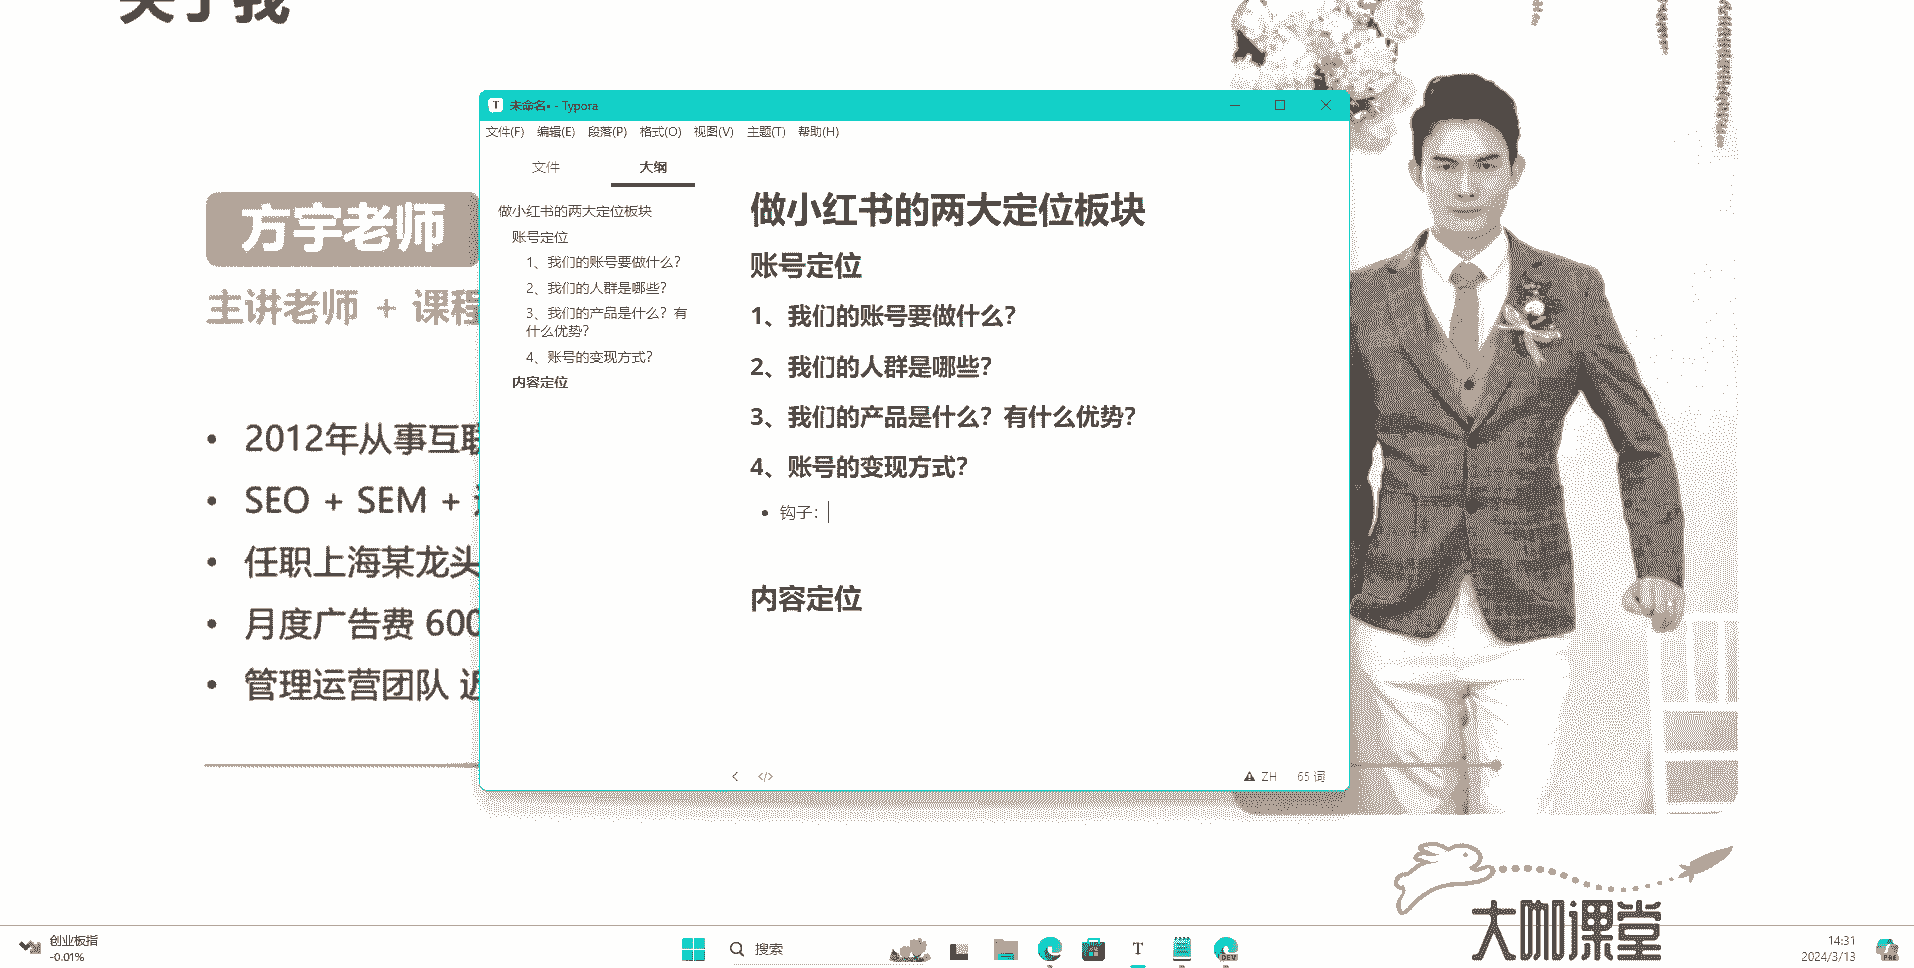 关于我
方宇老师
主讲老师 + 课程
• 2012年从事互联
• SEO + SEM +
• 任职上海某龙头
• 月度广告费 600
• 管理运营团队 近
未命名• - Typora
文件(F) 编辑(E) 段落(P) 格式(O) 视图(V) 主题(T) 帮助(H)
文件 大纲
做小红书的两大定位板块
账号定位
1、我们的账号要做什么？
2、我们的人群是哪些？
3、我们的产品是什么？有
什么优势？
4、账号的变现方式？
内容定位
做小红书的两大定位板块
账号定位
1、我们的账号要做什么？
2、我们的人群是哪些？
3、我们的产品是什么？有什么优势？
4、账号的变现方式？
• 钩子：
内容定位
ZH 65 词
大咖课堂
创业板指
-0.01%
搜索
DEV
14:31
2024/3/13
PRE